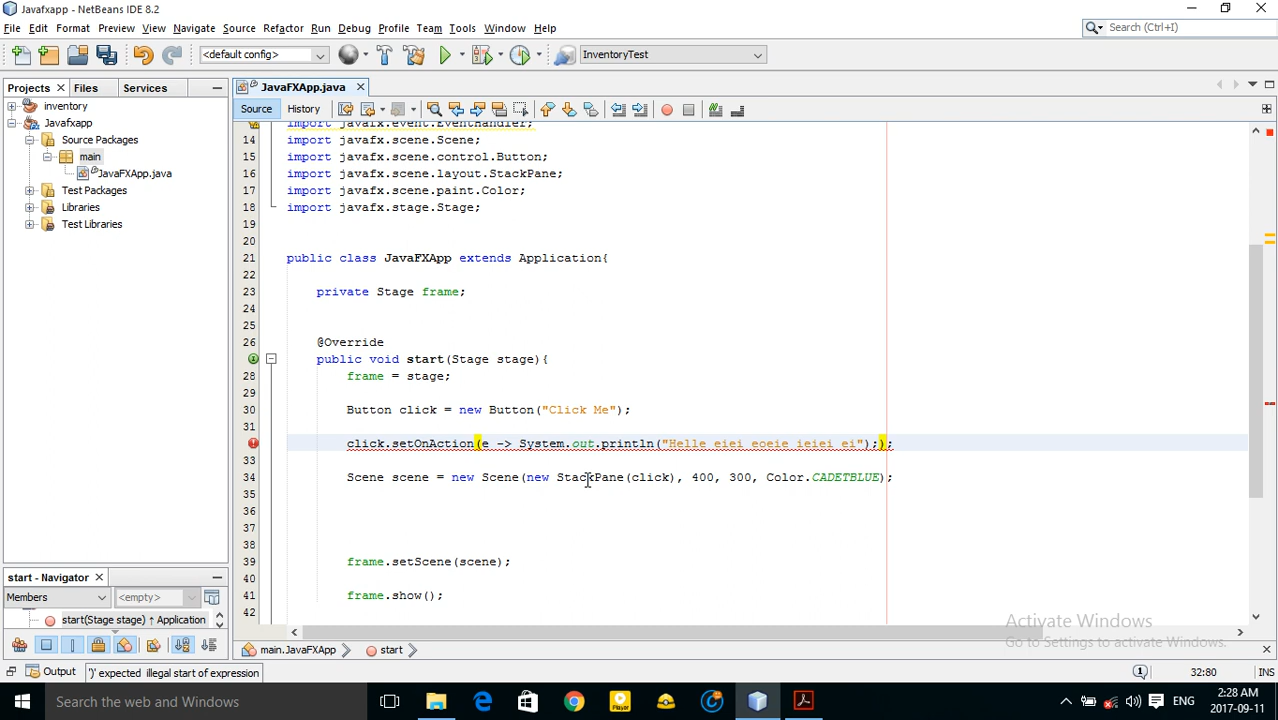 Javafxapp - NetBeans IDE 8.2
File Edit Format Preview View Navigate Source Refactor Run Debug Profile Team Tools Window Help
Search (Ctrl+I)
<default config>
InventoryTest
Projects Files Services
JavaFXApp.java
inventory
Javafxapp
Source Packages
main
JavaFXApp.java
Test Packages
Libraries
Test Libraries
Source History
import javafx.event.EventHandler;
14 import javafx.scene.Scene;
15 import javafx.scene.control.Button;
16 import javafx.scene.layout.StackPane;
17 import javafx.scene.paint.Color;
18 import javafx.stage.Stage;
19
20
21 public class JavaFXApp extends Application{
22
23 private Stage frame;
24
25
26 @Override
public void start(Stage stage){
28 frame = stage;
29
30 Button click = new Button("Click Me");
31
click.setOnAction(e -> System.out.println("Helle eiei eoeie ieiei ei"););
33
34 Scene scene = new Scene(new StackPane(click), 400, 300, Color.CADETBLUE);
35
36
37
38
39 frame.setScene(scene);
40
41 frame.show();
42
start - Navigator
Members <empty>
start(Stage stage) ↑ Application
main.JavaFXApp start
Output ')' expected illegal start of expression
32:80 INS
Activate Windows
Go to Settings to activate Windows.
Search the web and Windows
Player
ENG
2:28 AM
2017-09-11